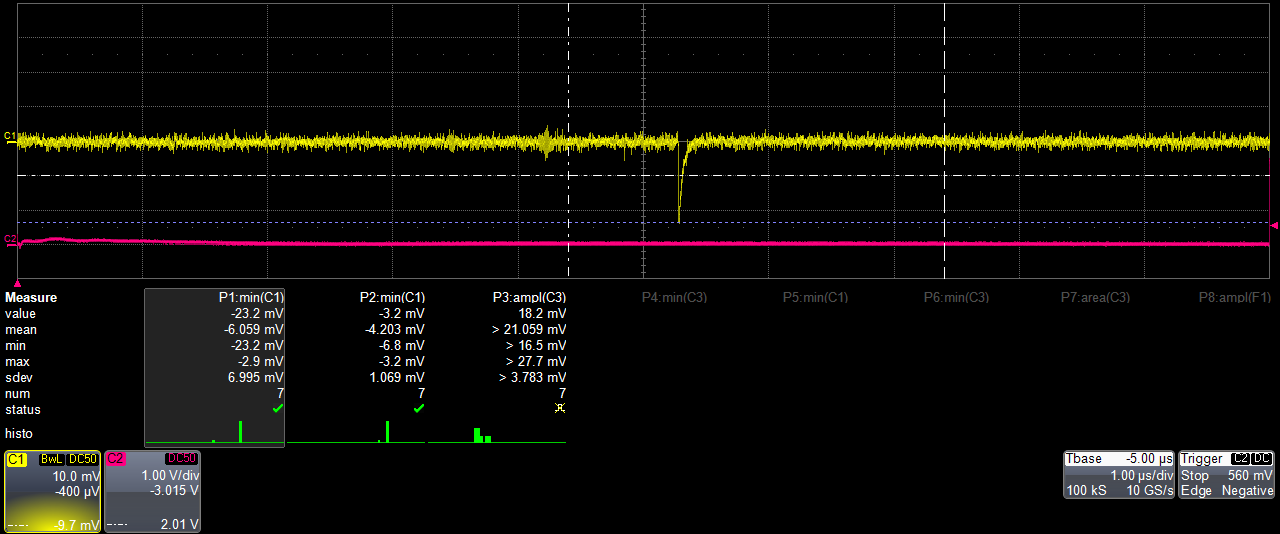 C1
C2
Measure P1:min(C1) P2:min(C1) P3:ampl(C3) P4:min(C3) P5:min(C1) P6:min(C3) P7:area(C3) P8:ampl(F1)
value -23.2 mV -3.2 mV 18.2 mV
mean -6.059 mV -4.203 mV > 21.059 mV
min -23.2 mV -6.8 mV > 16.5 mV
max -2.9 mV -3.2 mV > 27.7 mV
sdev 6.995 mV 1.069 mV > 3.783 mV
num 7 7 7
status
histo
C1 BwL DC50 C2 DC50 Tbase -5.00 µs Trigger C2 DC
10.0 mV 1.00 V/div 1.00 µs/div Stop 560 mV
-400 µV -3.015 V 100 kS 10 GS/s Edge Negative
-9.7 mV 2.01 V